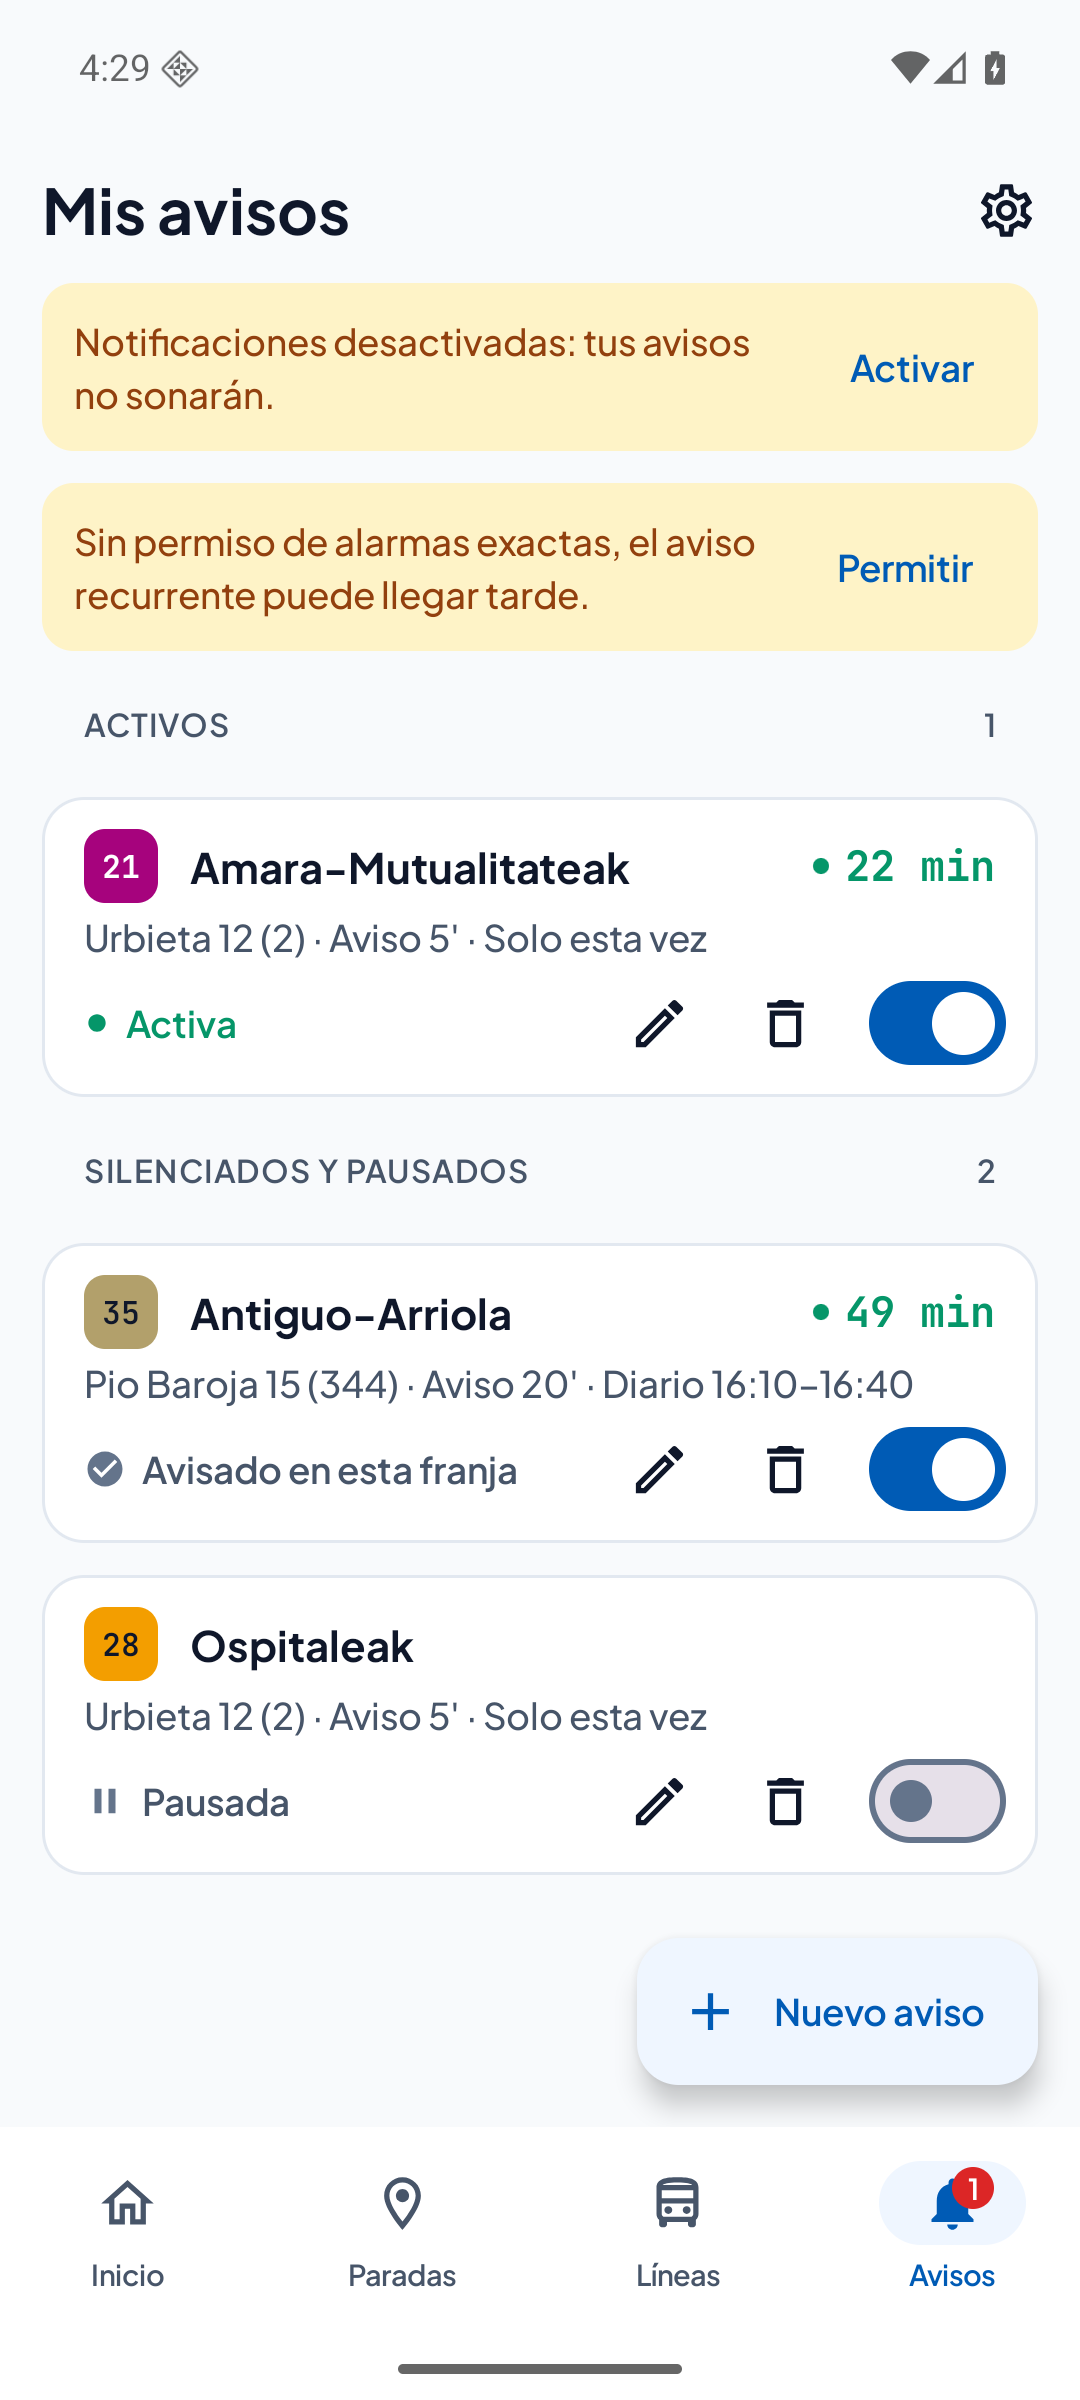 4:29
Mis avisos
Notificaciones desactivadas: tus avisos
no sonarán.
Activar
Sin permiso de alarmas exactas, el aviso
recurrente puede llegar tarde.
Permitir
ACTIVOS 1
21 Amara-Mutualitateak 22 min
Urbieta 12 (2) · Aviso 5' · Solo esta vez
Activa
SILENCIADOS Y PAUSADOS 2
35 Antiguo-Arriola 49 min
Pio Baroja 15 (344) · Aviso 20' · Diario 16:10–16:40
Avisado en esta franja
28 Ospitaleak
Urbieta 12 (2) · Aviso 5' · Solo esta vez
Pausada
Nuevo aviso
1
Inicio Paradas Líneas Avisos